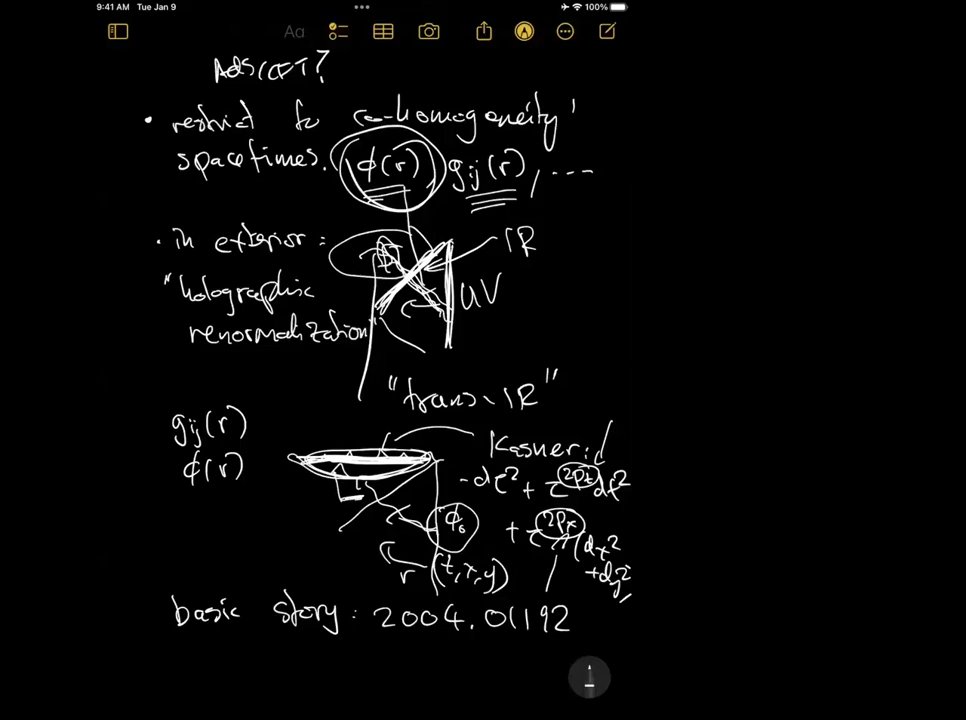 9:41 AM Tue Jan 9
100%
Aa
AdS/CFT?
• restrict to co-homogeneity 1
spacetimes. φ(r) gij(r), ...
• in exterior:
IR
"holographic
UV
renormalization
"trans-IR"
gij(r)
φ(r)
Kasner:
-dτ² + τ^2Pt dt²
φ₀
+ τ^2Px (dx²
+dy²)
r (t,x,y)
basic story: 2004.01192